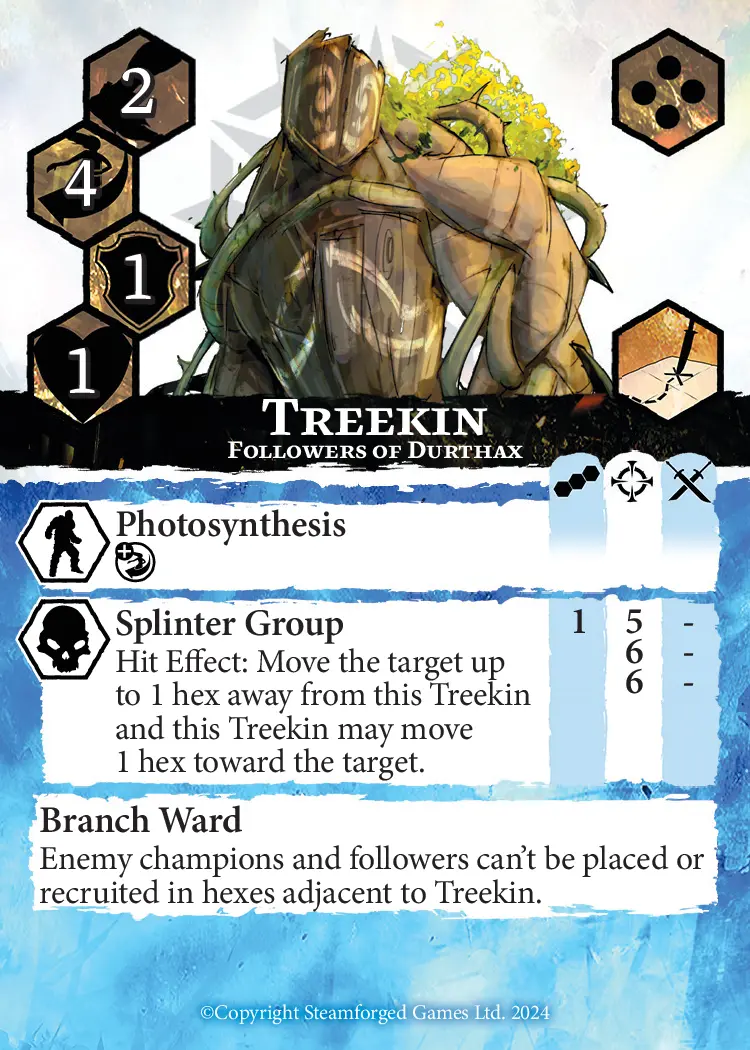 2
4
1
1
Treekin
Followers of Durthax
Photosynthesis
Splinter Group 1 5 -
6 -
6 -
Hit Effect: Move the target up
to 1 hex away from this Treekin
and this Treekin may move
1 hex toward the target.
Branch Ward
Enemy champions and followers can’t be placed or
recruited in hexes adjacent to Treekin.
©Copyright Steamforged Games Ltd. 2024